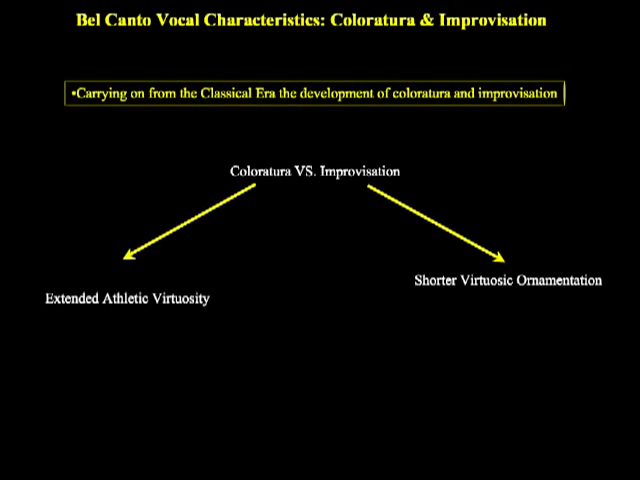 Bel Canto Vocal Characteristics: Coloratura & Improvisation
•Carrying on from the Classical Era the development of coloratura and improvisation
Coloratura VS. Improvisation
Shorter Virtuosic Ornamentation
Extended Athletic Virtuosity